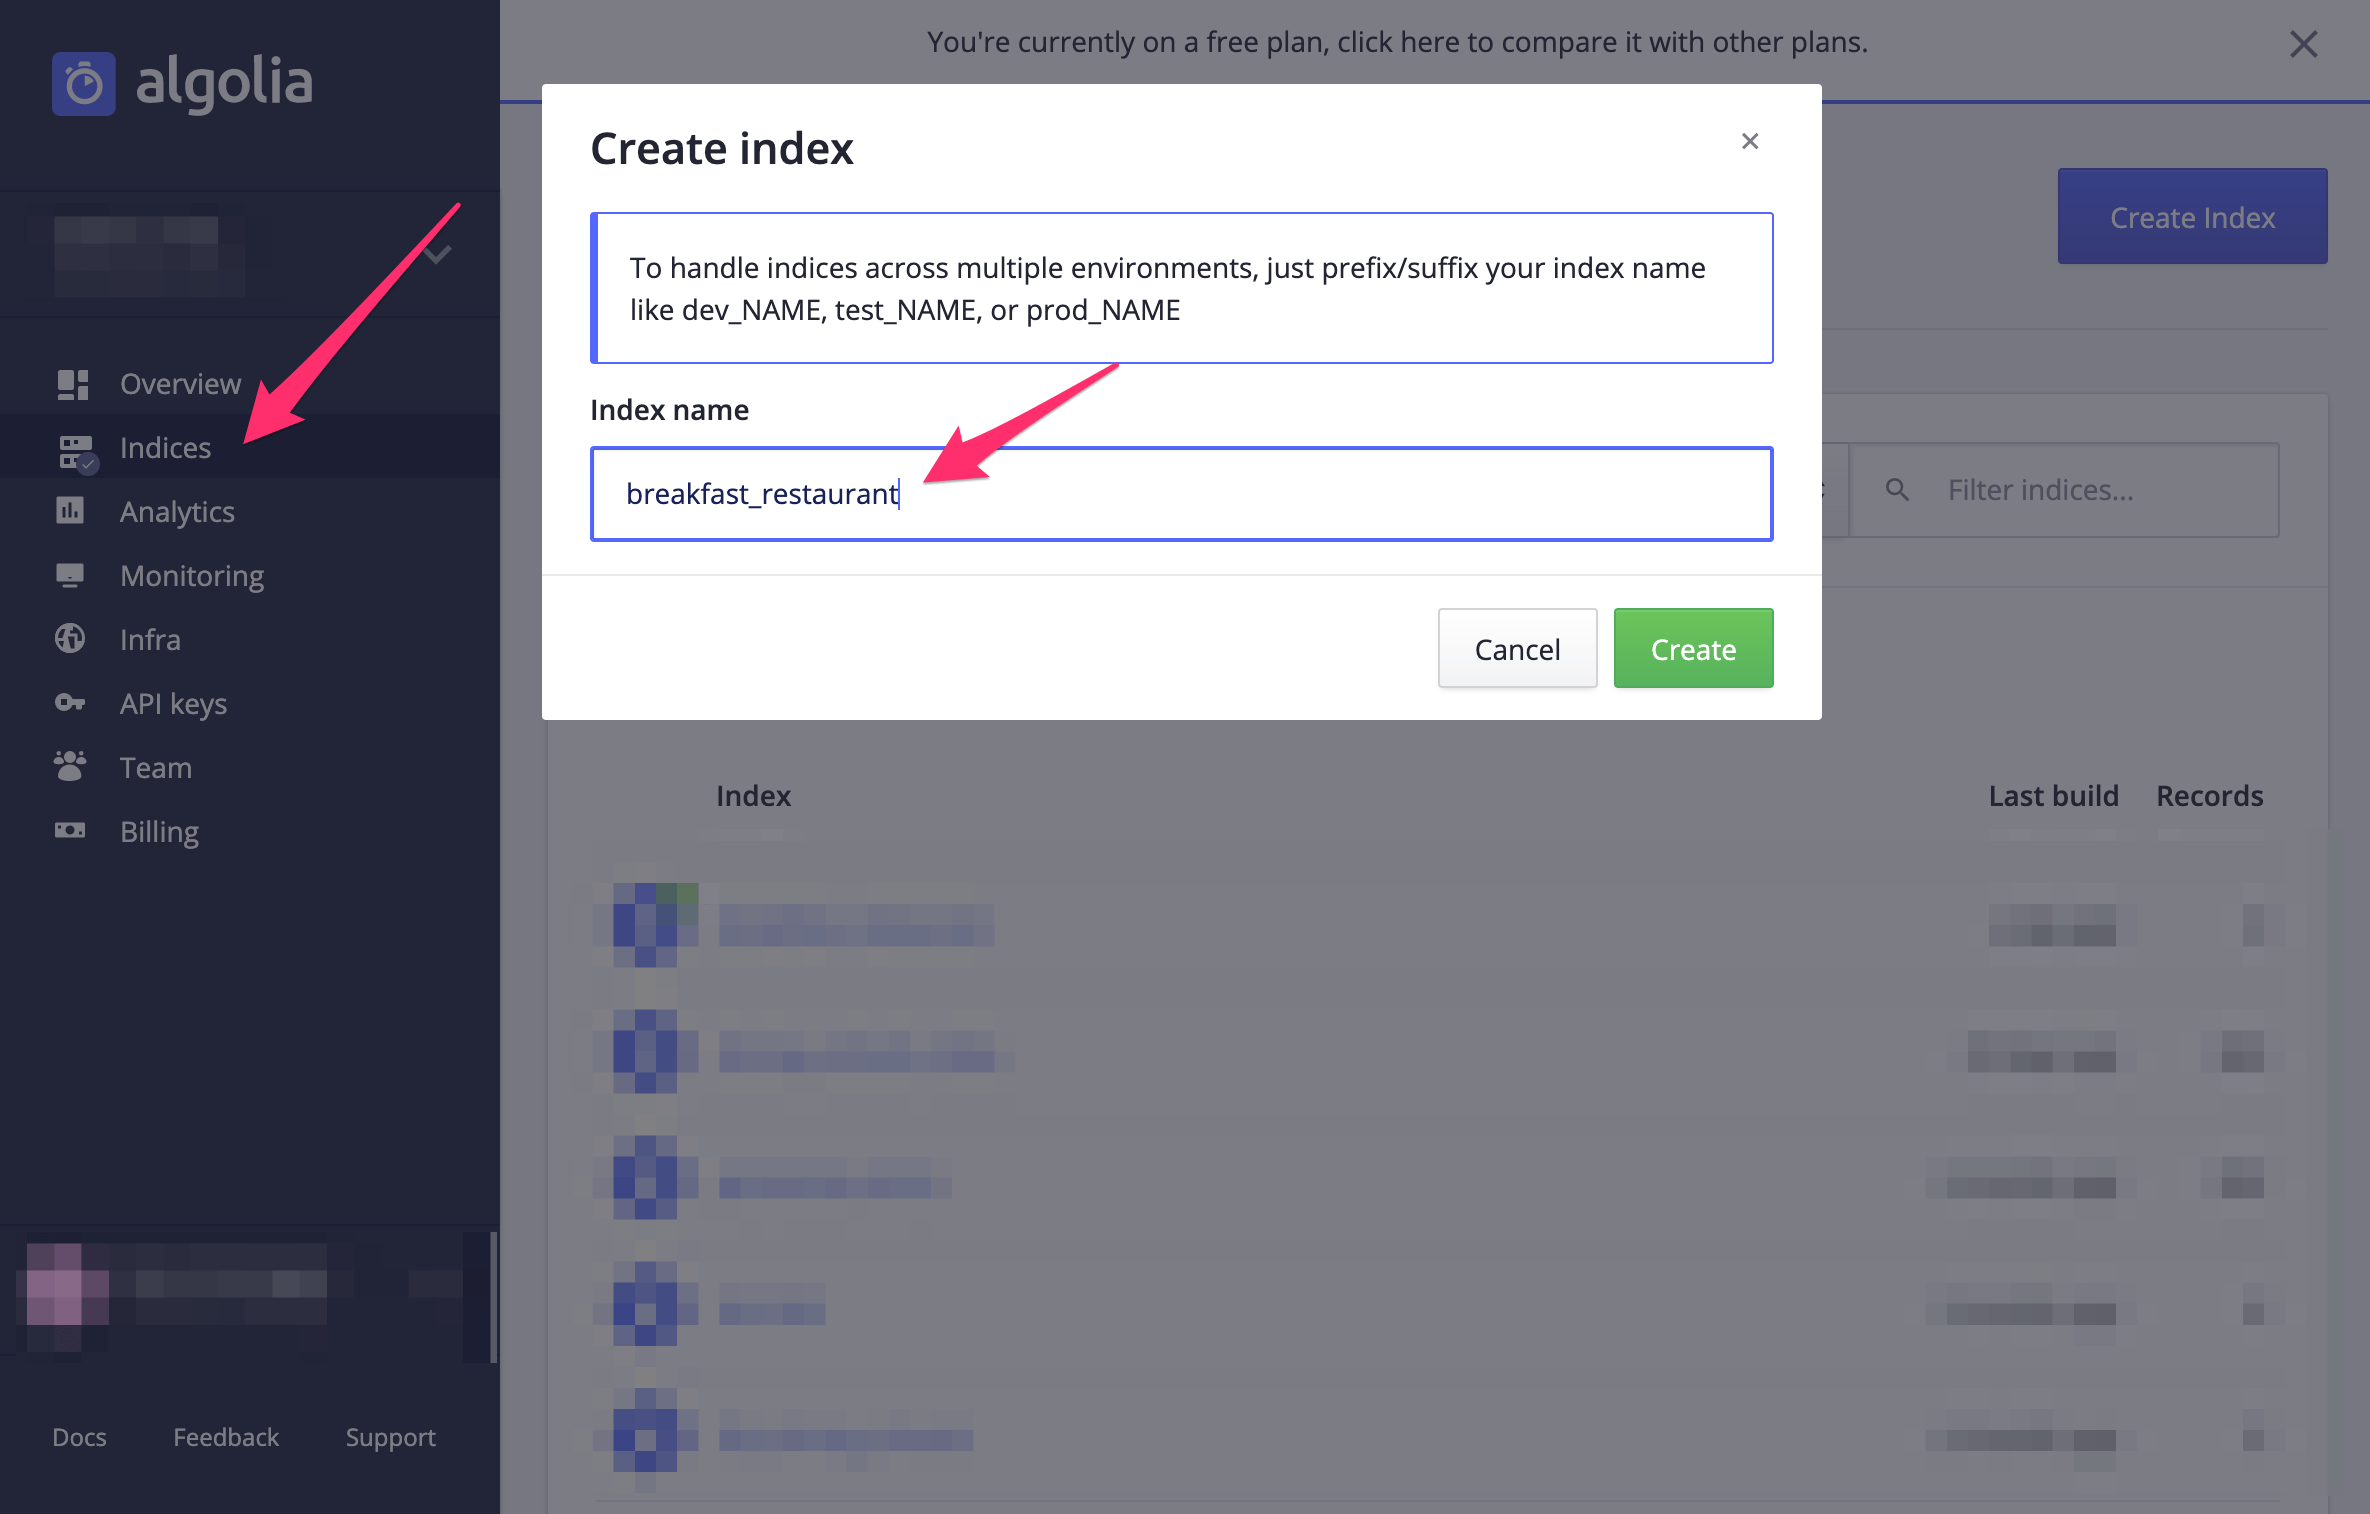 algolia
Overview
Indices
Analytics
Monitoring
Infra
API keys
Team
Billing
Docs
Feedback
Support
You're currently on a free plan, click here to compare it with other plans.
Create Index
Create index
To handle indices across multiple environments, just prefix/suffix your index name
like dev_NAME, test_NAME, or prod_NAME
Index name
breakfast_restaurant
Cancel
Create
Filter indices...
Index
Last build
Records